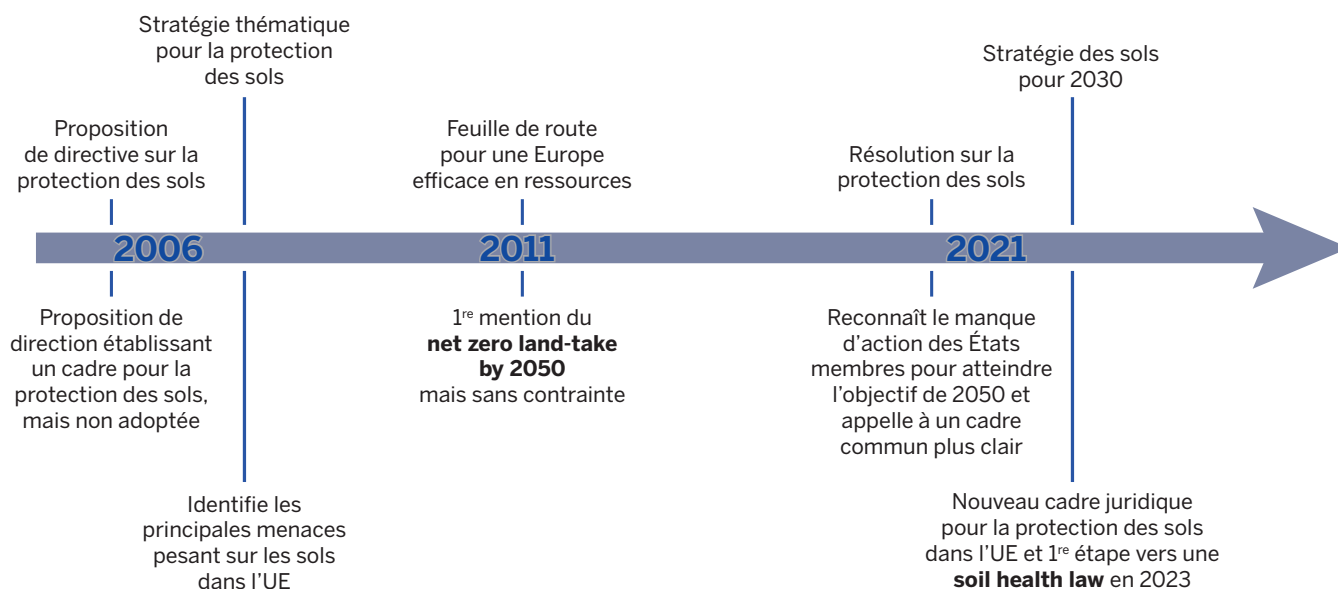 Stratégie thématique
pour la protection
des sols
Proposition
de directive sur la
protection des sols
Feuille de route
pour une Europe
efficace en ressources
Stratégie des sols
pour 2030
Résolution sur la
protection des sols
2006
2011
2021
Proposition de
direction établissant
un cadre pour la
protection des sols,
mais non adoptée
Identifie les
principales menaces
pesant sur les sols
dans l'UE
1re mention du
net zero land-take
by 2050
mais sans contrainte
Reconnaît le manque
d'action des États
membres pour atteindre
l'objectif de 2050 et
appelle à un cadre
commun plus clair
Nouveau cadre juridique
pour la protection des sols
dans l'UE et 1re étape vers une
soil health law en 2023